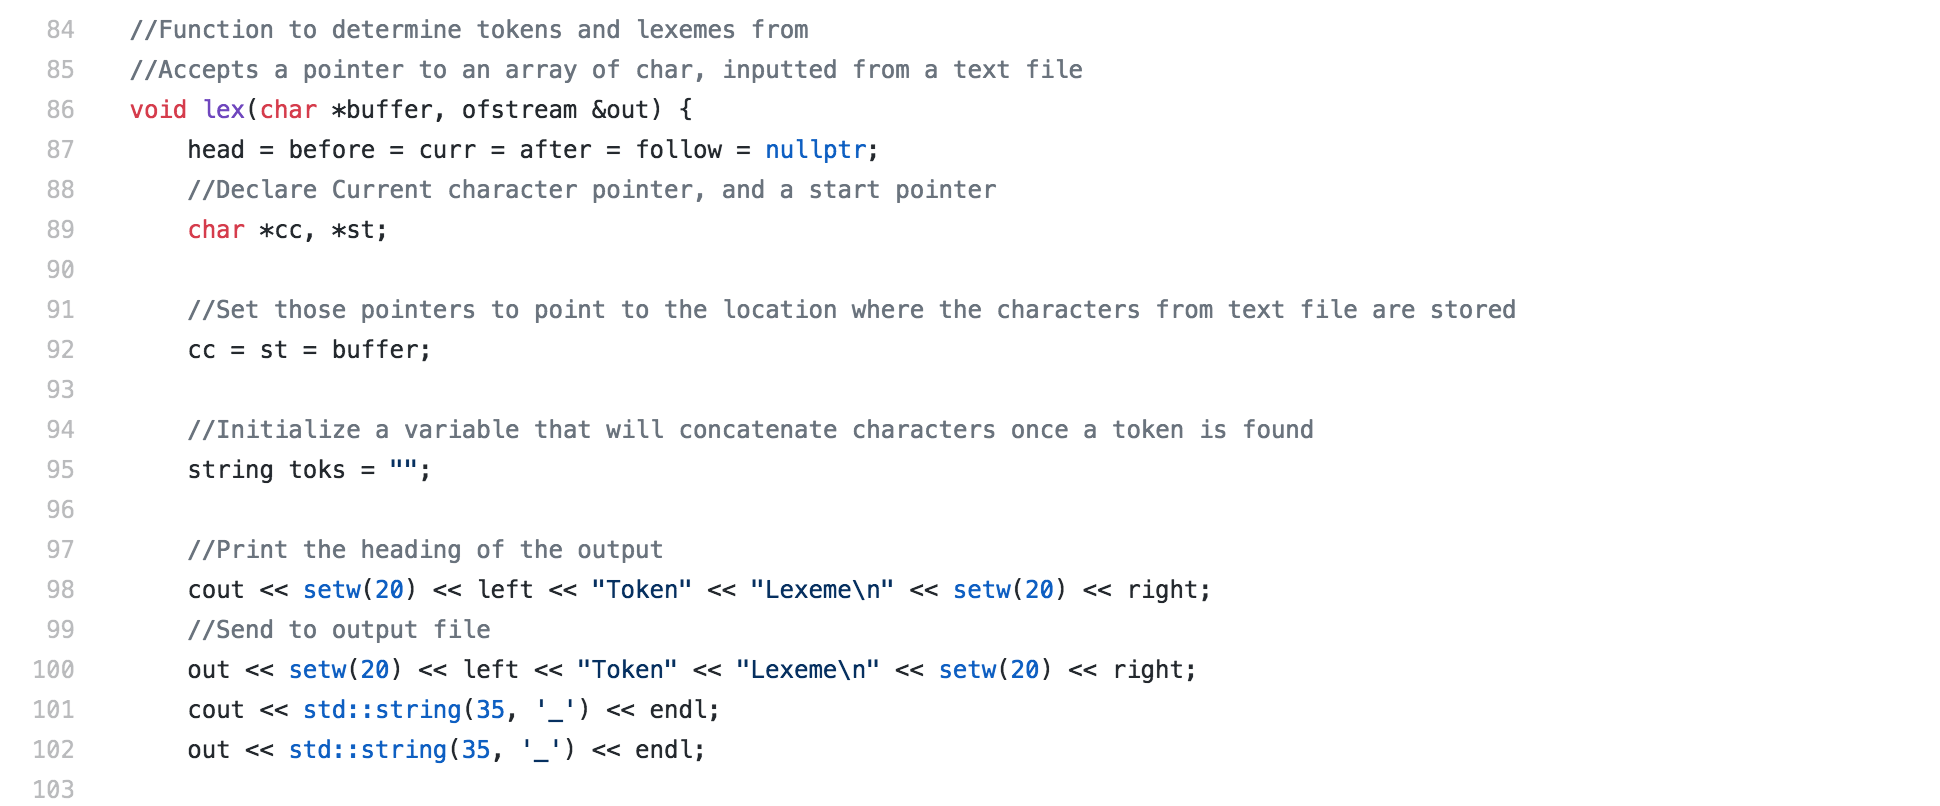 84 //Function to determine tokens and lexemes from
85 //Accepts a pointer to an array of char, inputted from a text file
86 void lex(char *buffer, ofstream &out) {
87     head = before = curr = after = follow = nullptr;
88     //Declare Current character pointer, and a start pointer
89     char *cc, *st;
90
91     //Set those pointers to point to the location where the characters from text file are stored
92     cc = st = buffer;
93
94     //Initialize a variable that will concatenate characters once a token is found
95     string toks = "";
96
97     //Print the heading of the output
98     cout << setw(20) << left << "Token" << "Lexeme\n" << setw(20) << right;
99     //Send to output file
100     out << setw(20) << left << "Token" << "Lexeme\n" << setw(20) << right;
101     cout << std::string(35, '_') << endl;
102     out << std::string(35, '_') << endl;
103